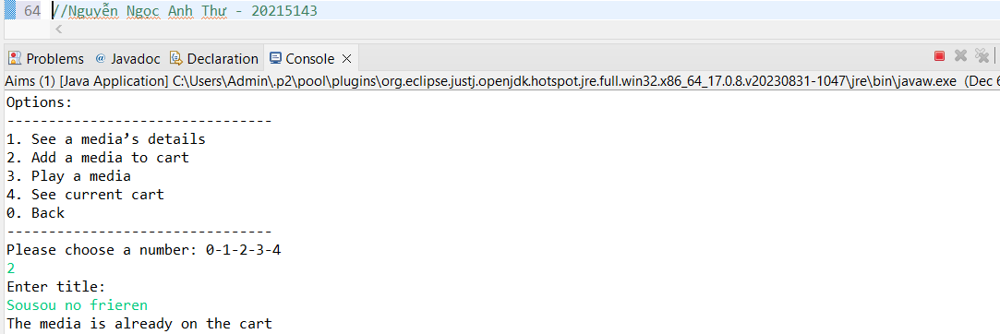 64 //Nguyễn Ngọc Anh Thư - 20215143
Problems @ Javadoc Declaration Console
Aims (1) [Java Application] C:\Users\Admin\.p2\pool\plugins\org.eclipse.justj.openjdk.hotspot.jre.full.win32.x86_64_17.0.8.v20230831-1047\jre\bin\javaw.exe (Dec 6
Options:
--------------------------------
1. See a media’s details
2. Add a media to cart
3. Play a media
4. See current cart
0. Back
--------------------------------
Please choose a number: 0-1-2-3-4
2
Enter title:
Sousou no frieren
The media is already on the cart